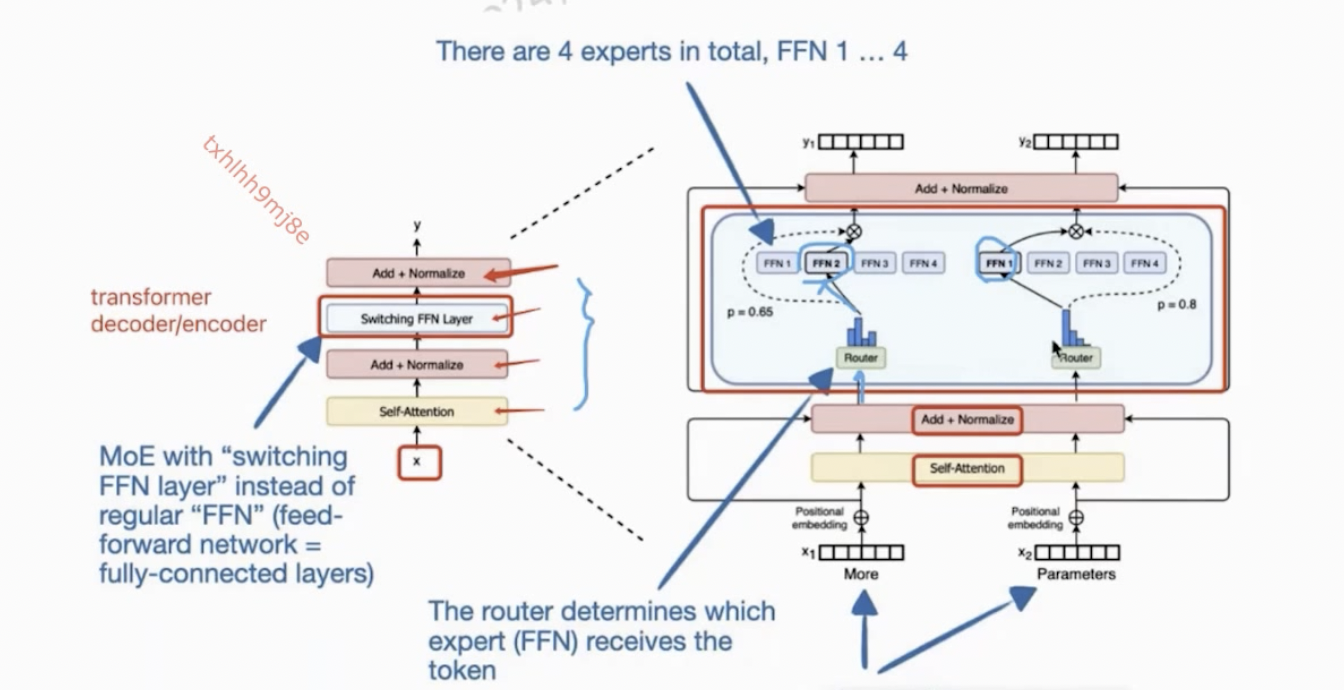 There are 4 experts in total, FFN 1 ... 4
txhlhh9mj8e
transformer
decoder/encoder
y
Add + Normalize
Switching FFN Layer
Add + Normalize
Self-Attention
x
MoE with “switching
FFN layer” instead of
regular “FFN” (feed-
forward network =
fully-connected layers)
y₁
y₂
Add + Normalize
FFN 1 FFN 2 FFN 3 FFN 4
FFN 1 FFN 2 FFN 3 FFN 4
p = 0.65
p = 0.8
Router
Router
Add + Normalize
Self-Attention
Positional
embedding
Positional
embedding
x₁
x₂
More
Parameters
The router determines which
expert (FFN) receives the
token